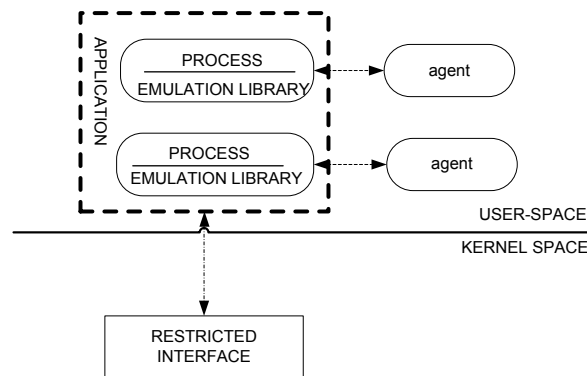 APPLICATION
PROCESS
EMULATION LIBRARY
agent
PROCESS
EMULATION LIBRARY
agent
USER-SPACE
KERNEL SPACE
RESTRICTED
INTERFACE